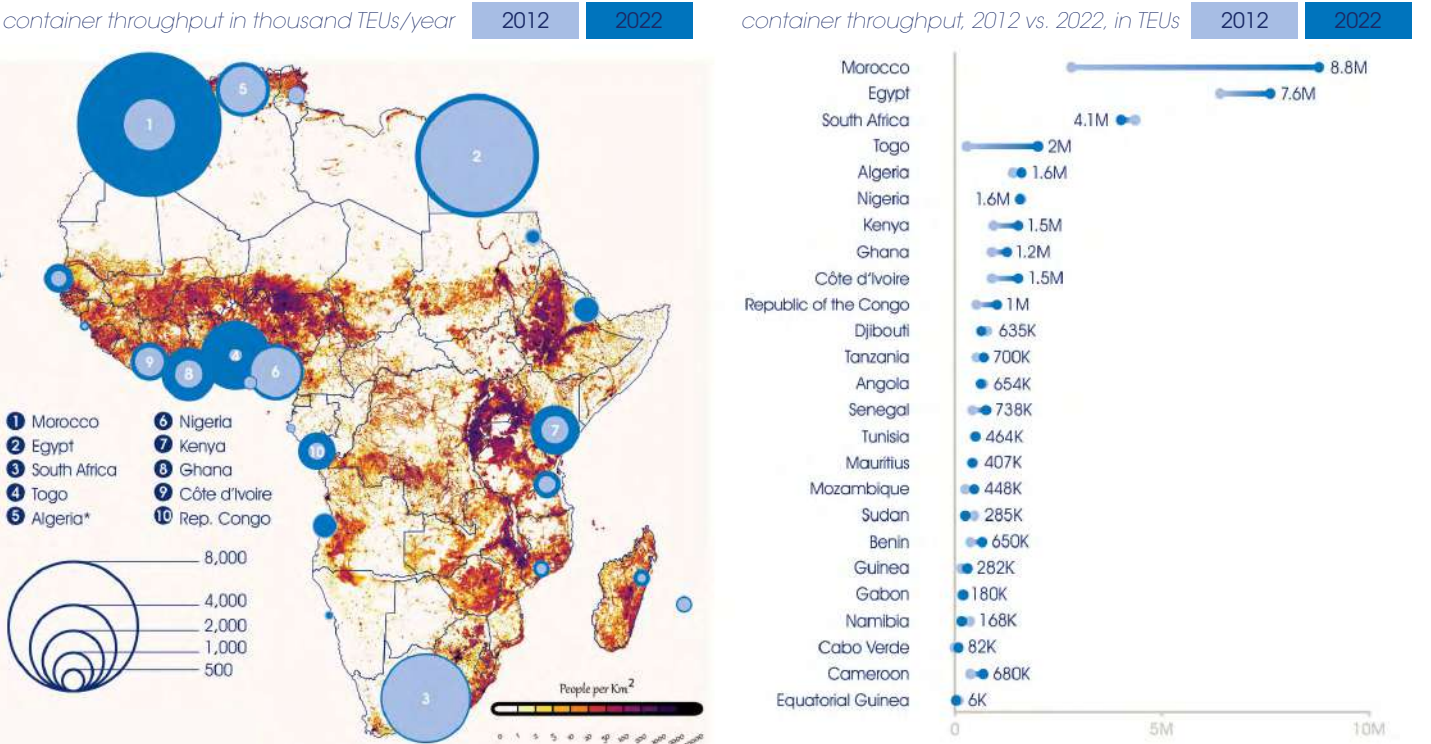 container throughput in thousand TEUs/year
2012
2022
container throughput, 2012 vs. 2022, in TEUs
2012
2022
1
2
3
4
5
6
7
8
9
10
1 Morocco
2 Egypt
3 South Africa
4 Togo
5 Algeria*
6 Nigeria
7 Kenya
8 Ghana
9 Côte d'Ivoire
10 Rep. Congo
8,000
4,000
2,000
1,000
500
People per Km2
0 1
Morocco 8.8M
Egypt 7.6M
South Africa 4.1M
Togo 2M
Algeria 1.6M
Nigeria 1.6M
Kenya 1.5M
Ghana 1.2M
Côte d'Ivoire 1.5M
Republic of the Congo 1M
Djibouti 635K
Tanzania 700K
Angola 654K
Senegal 738K
Tunisia 464K
Mauritius 407K
Mozambique 448K
Sudan 285K
Benin 650K
Guinea 282K
Gabon 180K
Namibia 168K
Cabo Verde 82K
Cameroon 680K
Equatorial Guinea 6K
0 5M 10M